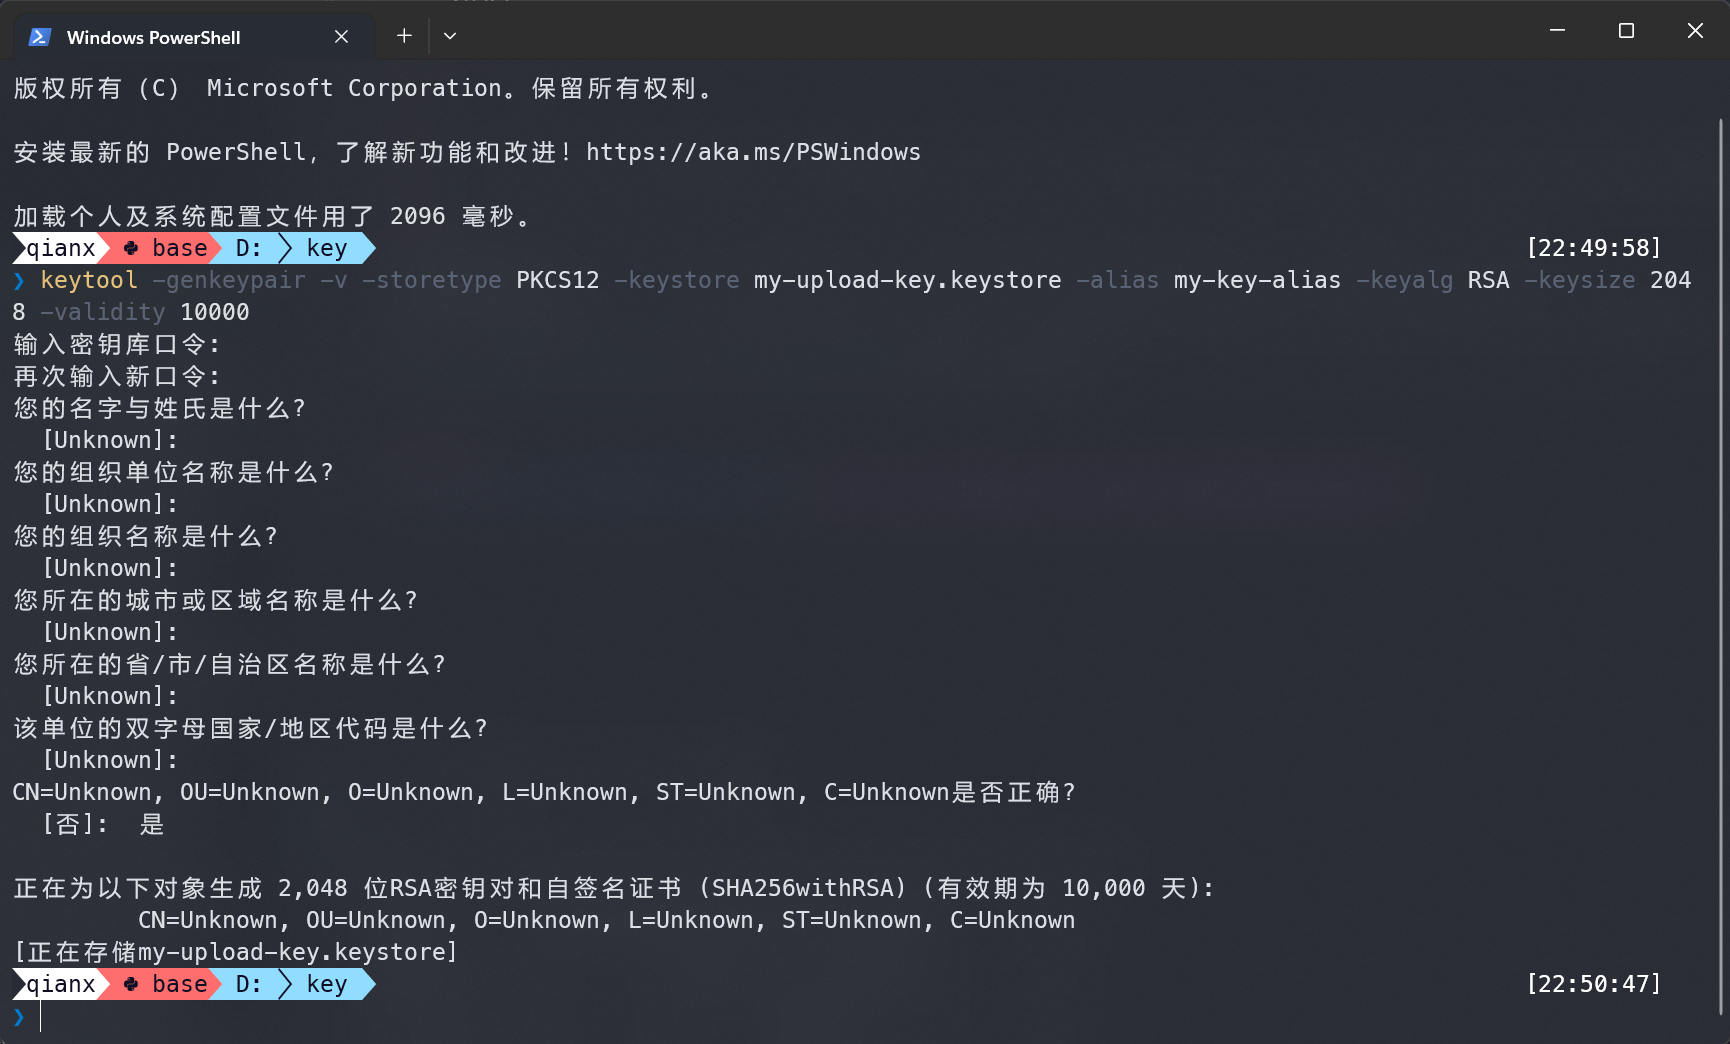 Windows PowerShell
版权所有 (C) Microsoft Corporation。保留所有权利。
安装最新的 PowerShell，了解新功能和改进！https://aka.ms/PSWindows
加载个人及系统配置文件用了 2096 毫秒。
qianx base D: key [22:49:58]
❯ keytool -genkeypair -v -storetype PKCS12 -keystore my-upload-key.keystore -alias my-key-alias -keyalg RSA -keysize 204
8 -validity 10000
输入密钥库口令:
再次输入新口令:
您的名字与姓氏是什么?
[Unknown]:
您的组织单位名称是什么?
[Unknown]:
您的组织名称是什么?
[Unknown]:
您所在的城市或区域名称是什么?
[Unknown]:
您所在的省/市/自治区名称是什么?
[Unknown]:
该单位的双字母国家/地区代码是什么?
[Unknown]:
CN=Unknown, OU=Unknown, O=Unknown, L=Unknown, ST=Unknown, C=Unknown是否正确?
[否]: 是
正在为以下对象生成 2,048 位RSA密钥对和自签名证书 (SHA256withRSA) (有效期为 10,000 天):
CN=Unknown, OU=Unknown, O=Unknown, L=Unknown, ST=Unknown, C=Unknown
[正在存储my-upload-key.keystore]
qianx base D: key [22:50:47]
❯